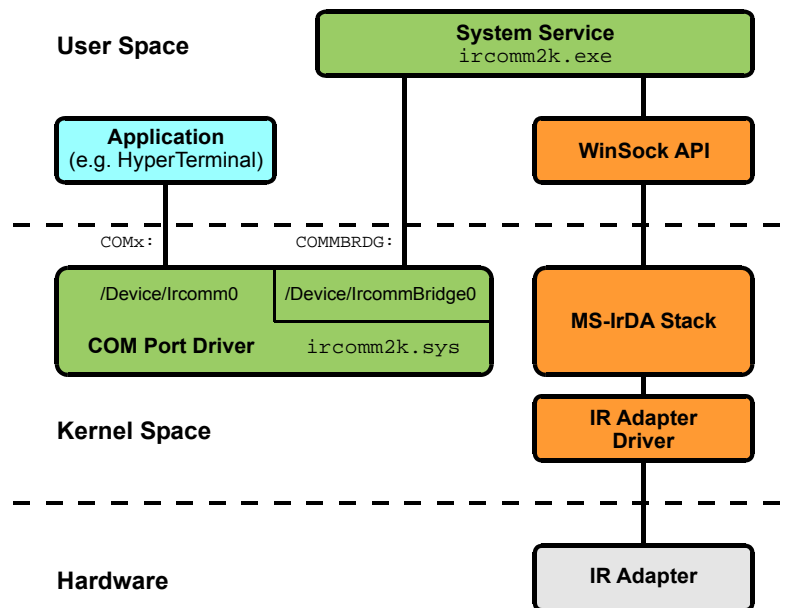 User Space
System Service
ircomm2k.exe
Application
(e.g. HyperTerminal)
WinSock API
COMx:
COMMBRDG:
/Device/Ircomm0
/Device/IrcommBridge0
COM Port Driver
ircomm2k.sys
MS-IrDA Stack
Kernel Space
IR Adapter
Driver
Hardware
IR Adapter